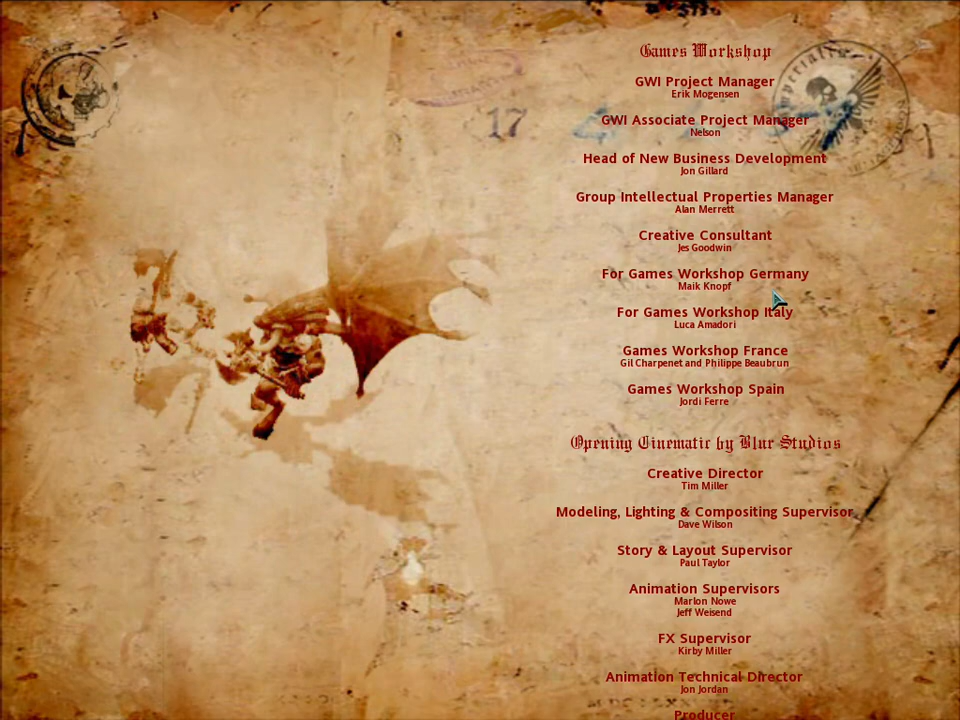 Games Workshop
GWI Project Manager
Erik Mogensen
17
GWI Associate Project Manager
Nelson
Head of New Business Development
Jon Gillard
Group Intellectual Properties Manager
Alan Merrett
Creative Consultant
Jes Goodwin
For Games Workshop Germany
Maik Knopf
For Games Workshop Italy
Luca Amadori
Games Workshop France
Gil Charpenet and Philippe Beaubrun
Games Workshop Spain
Jordi Ferre
Opening Cinematic by Blur Studios
Creative Director
Tim Miller
Modeling, Lighting & Compositing Supervisor
Dave Wilson
Story & Layout Supervisor
Paul Taylor
Animation Supervisors
Marlon Nowe
Jeff Weisend
FX Supervisor
Kirby Miller
Animation Technical Director
Jon Jordan
Producer